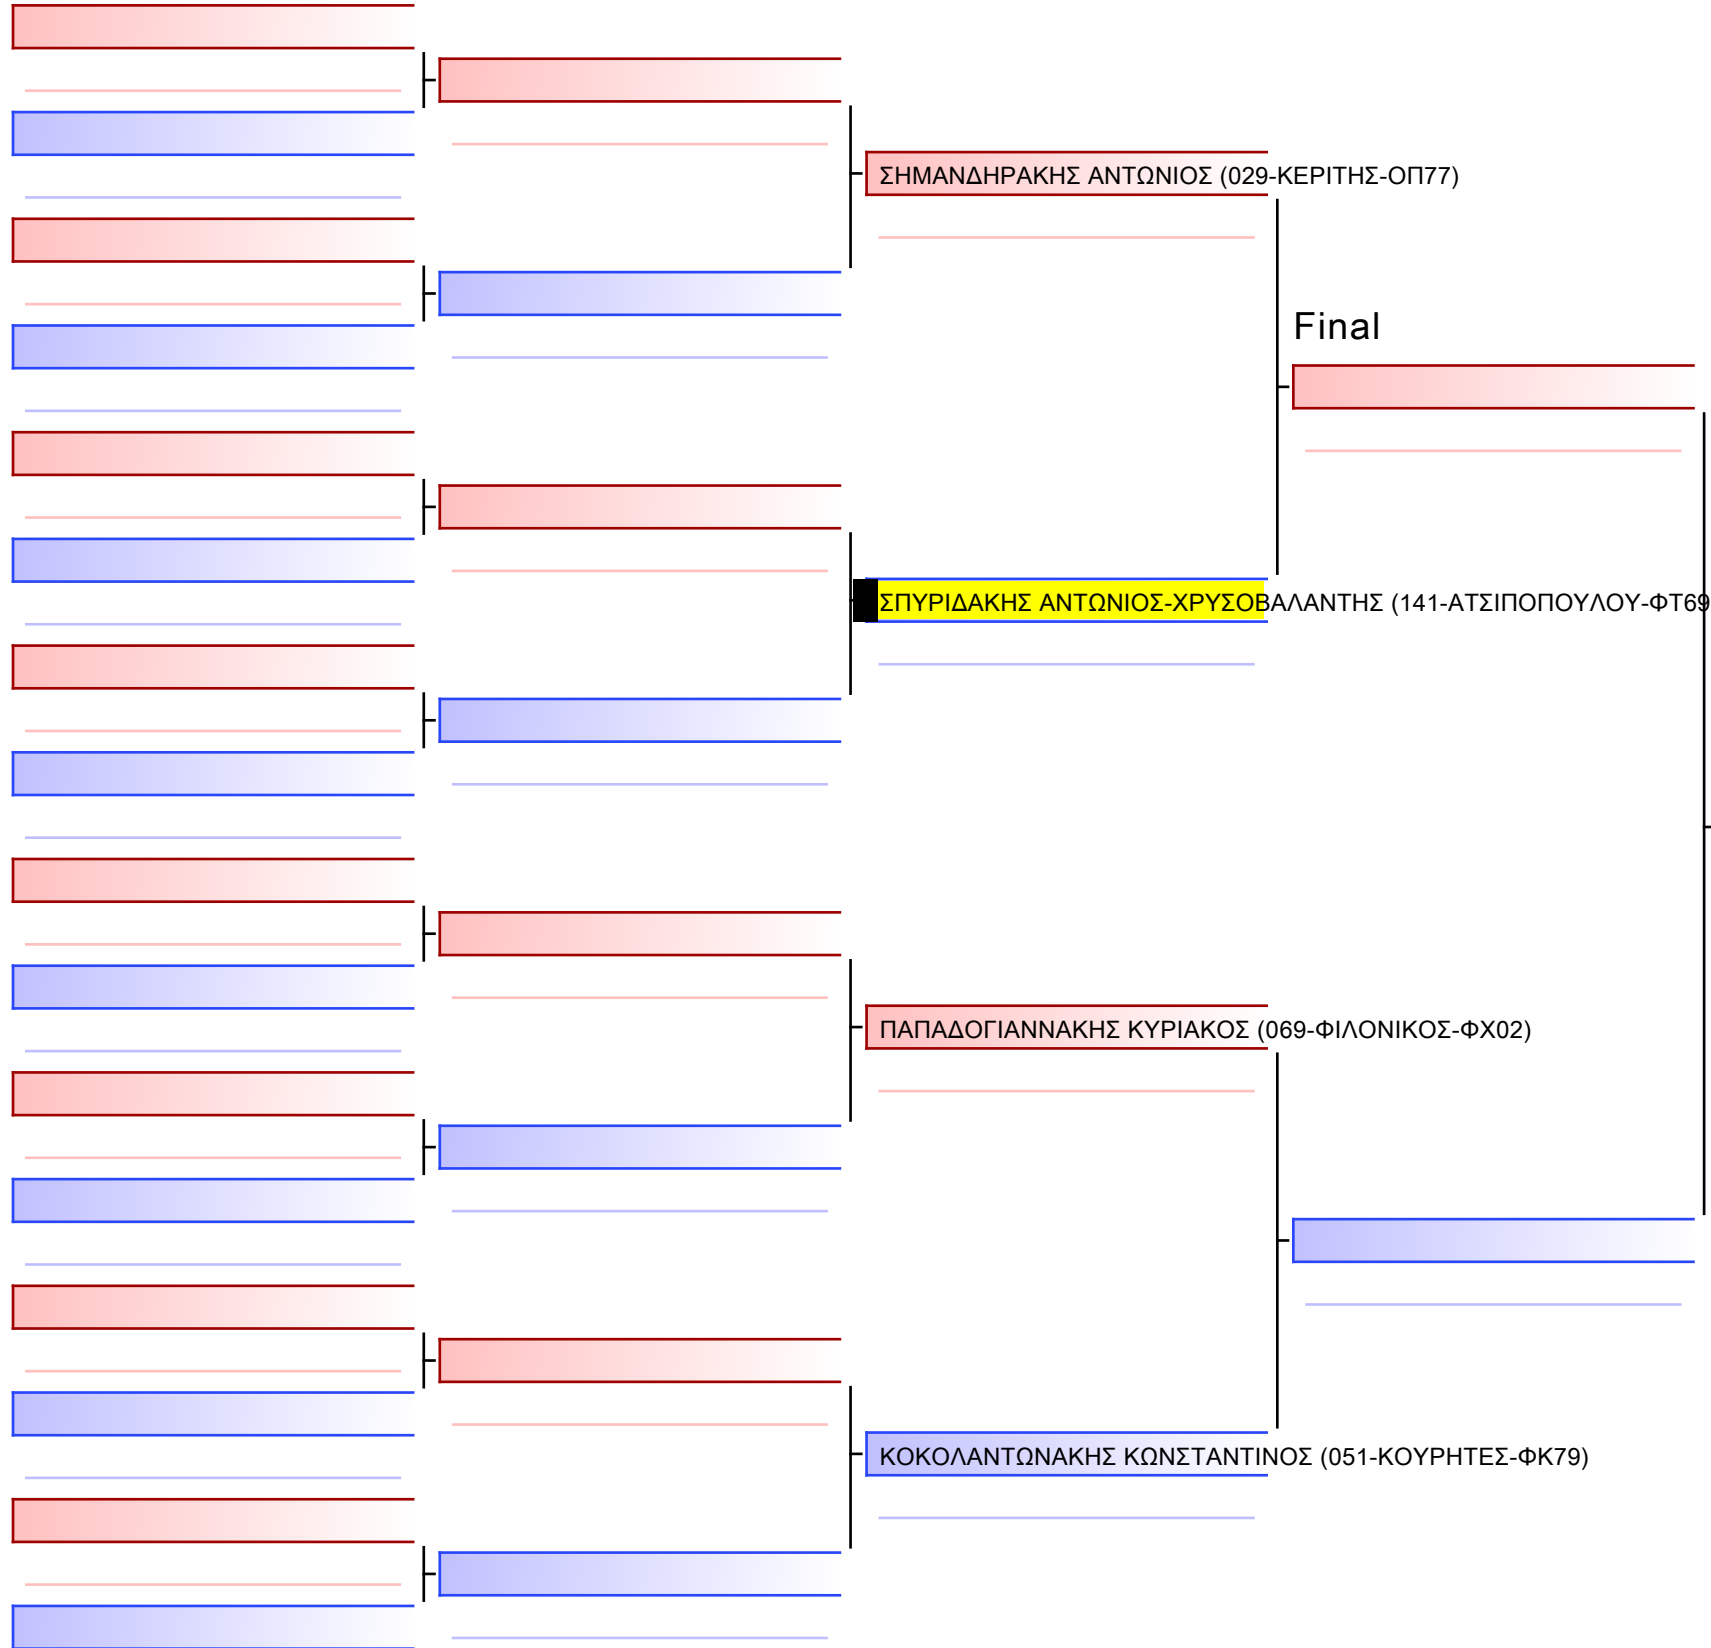 ΣΗΜΑΝΔΗΡΑΚΗΣ ΑΝΤΩΝΙΟΣ (029-ΚΕΡΙΤΗΣ-ΟΠ77)
Final
ΣΠΥΡΙΔΑΚΗΣ ΑΝΤΩΝΙΟΣ-ΧΡΥΣΟΒΑΛΑΝΤΗΣ (141-ΑΤΣΙΠΟΠΟΥΛΟΥ-ΦΤ69
ΠΑΠΑΔΟΓΙΑΝΝΑΚΗΣ ΚΥΡΙΑΚΟΣ (069-ΦΙΛΟΝΙΚΟΣ-ΦΧ02)
ΚΟΚΟΛΑΝΤΩΝΑΚΗΣ ΚΩΝΣΤΑΝΤΙΝΟΣ (051-ΚΟΥΡΗΤΕΣ-ΦΚ79)